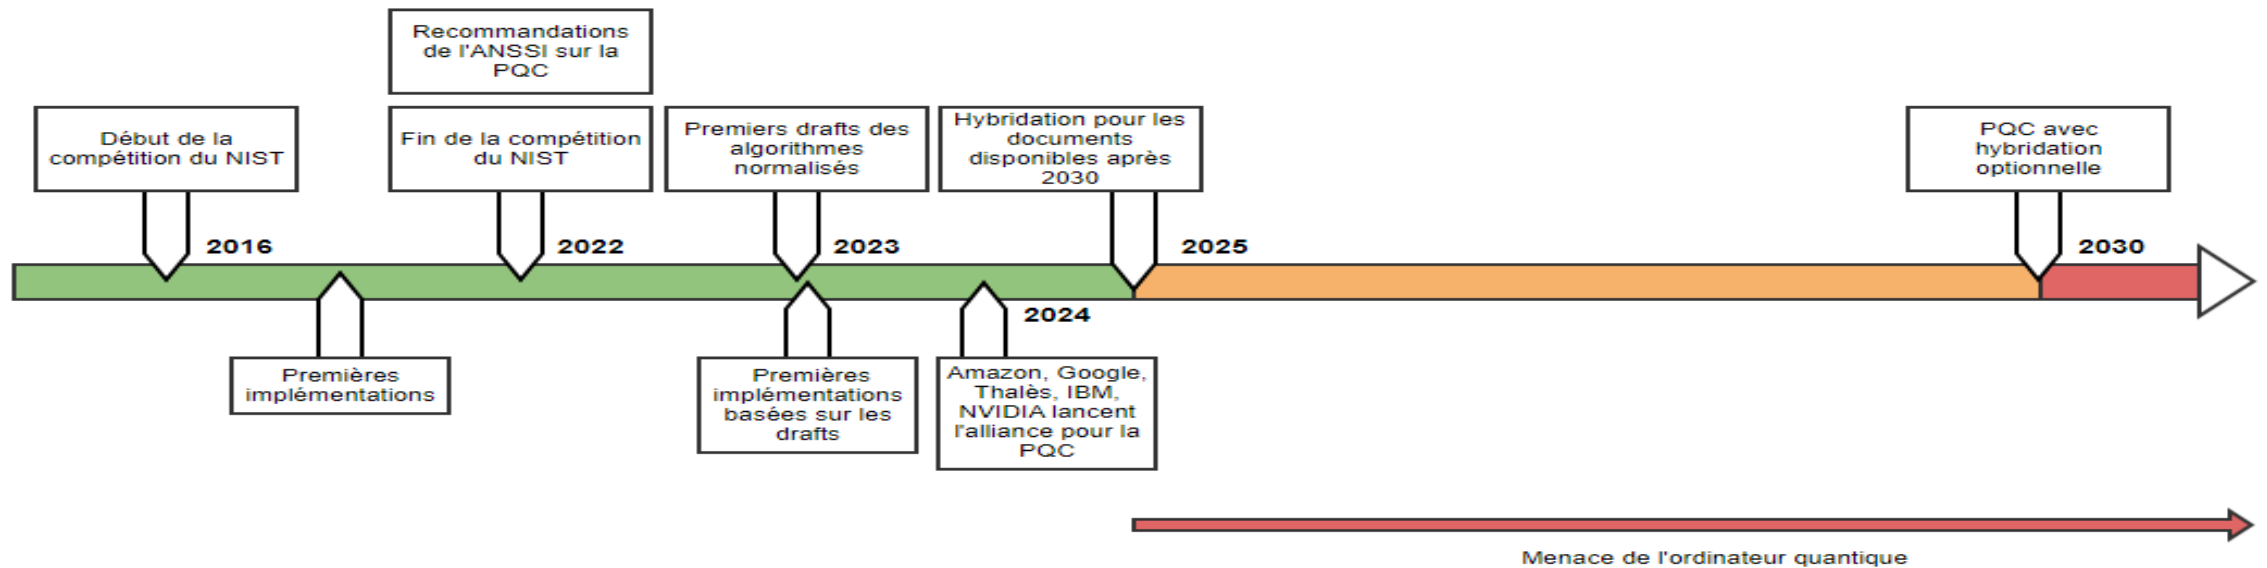 Recommandations
de l'ANSSI sur la
PQC
Début de la
compétition du NIST
Fin de la compétition
du NIST
Premiers drafts des
algorithmes
normalisés
Hybridation pour les
documents
disponibles après
2030
PQC avec
hybridation
optionnelle
2016
2022
2023
2025
2030
2024
Premières
implémentations
Premières
implémentations
basées sur les
drafts
Amazon, Google,
Thalès, IBM,
NVIDIA lancent
l'alliance pour la
PQC
Menace de l'ordinateur quantique